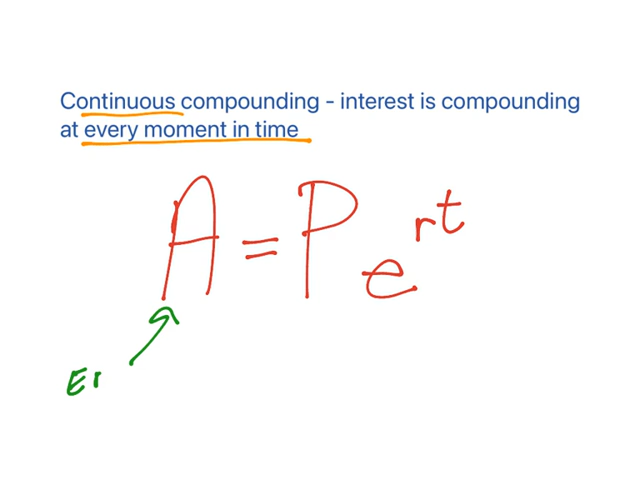 Continuous compounding - interest is compounding
at every moment in time
A = Pe^rt